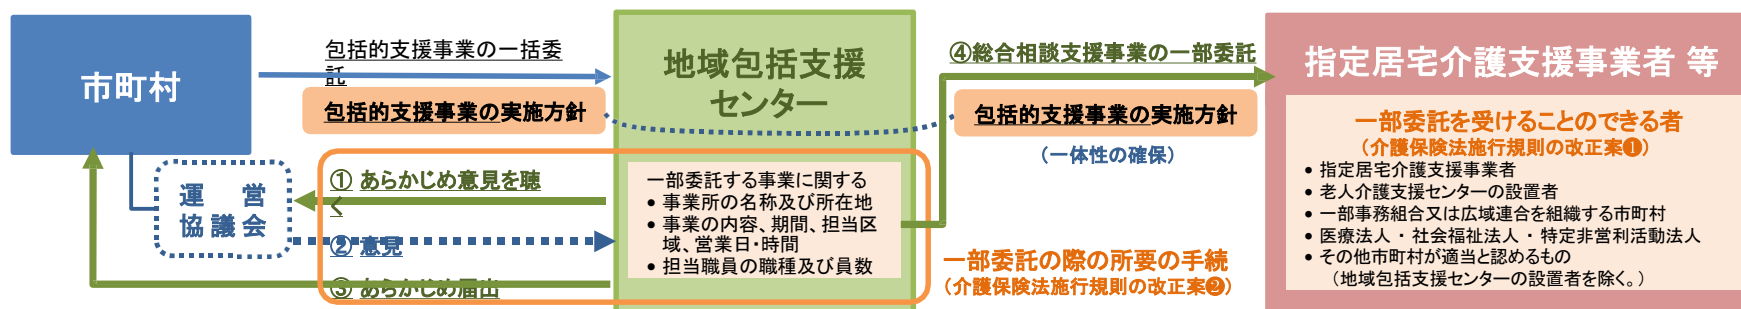 市町村
包括的支援事業の一括委
託
包括的支援事業の実施方針
運 営
協議会
① あらかじめ意見を聴
く
② 意見
③ あらかじめ届出
地域包括支援
センター
一部委託する事業に関する
• 事業所の名称及び所在地
• 事業の内容、期間、担当区
域、営業日・時間
• 担当職員の職種及び員数
④総合相談支援事業の一部委託
包括的支援事業の実施方針
（一体性の確保）
一部委託の際の所要の手続
（介護保険法施行規則の改正案❷）
指定居宅介護支援事業者 等
一部委託を受けることのできる者
（介護保険法施行規則の改正案❶）
• 指定居宅介護支援事業者
• 老人介護支援センターの設置者
• 一部事務組合又は広域連合を組織する市町村
• 医療法人 ・ 社会福祉法人 ・ 特定非営利活動法人
• その他市町村が適当と認めるもの
（地域包括支援センターの設置者を除く。）